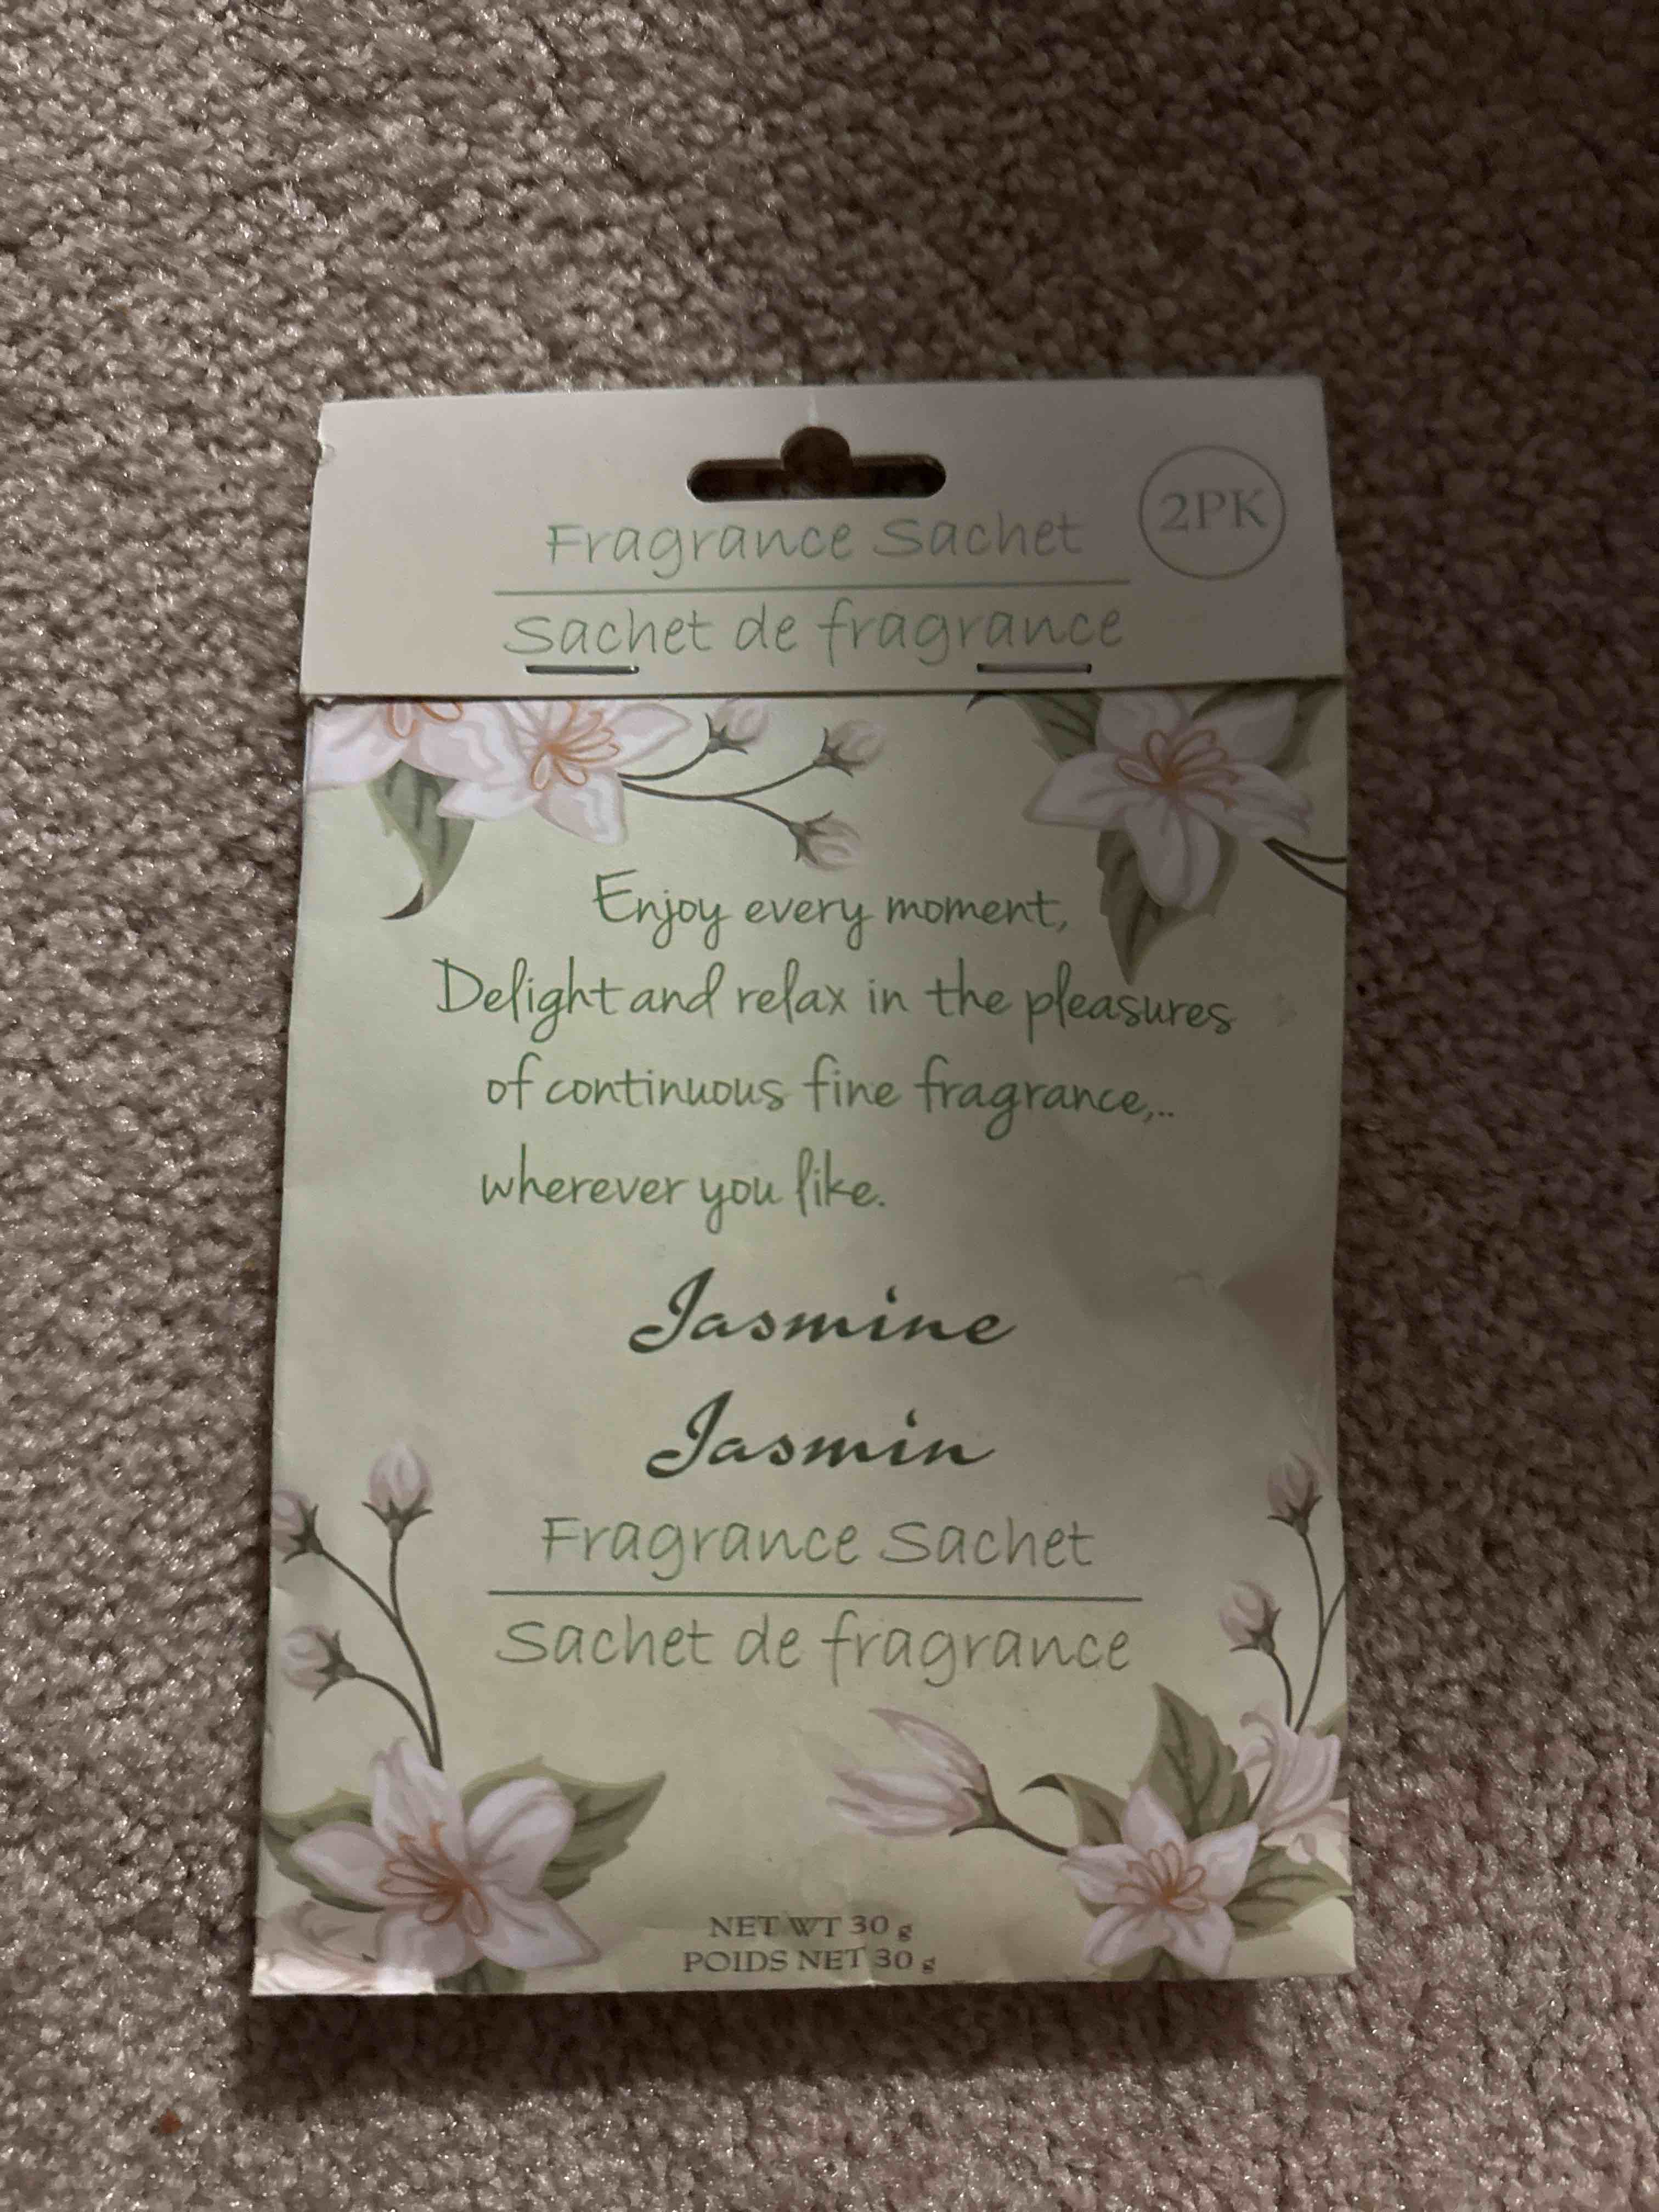 Fragrance Sachet
2PK
Sachet de fragrance
Enjoy every moment,
Delight and relax in the pleasures
of continuous fine fragrance,..
wherever you like.
Jasmine
Jasmin
Fragrance Sachet
Sachet de fragrance
NET WT 30 g
POIDS NET 30 g